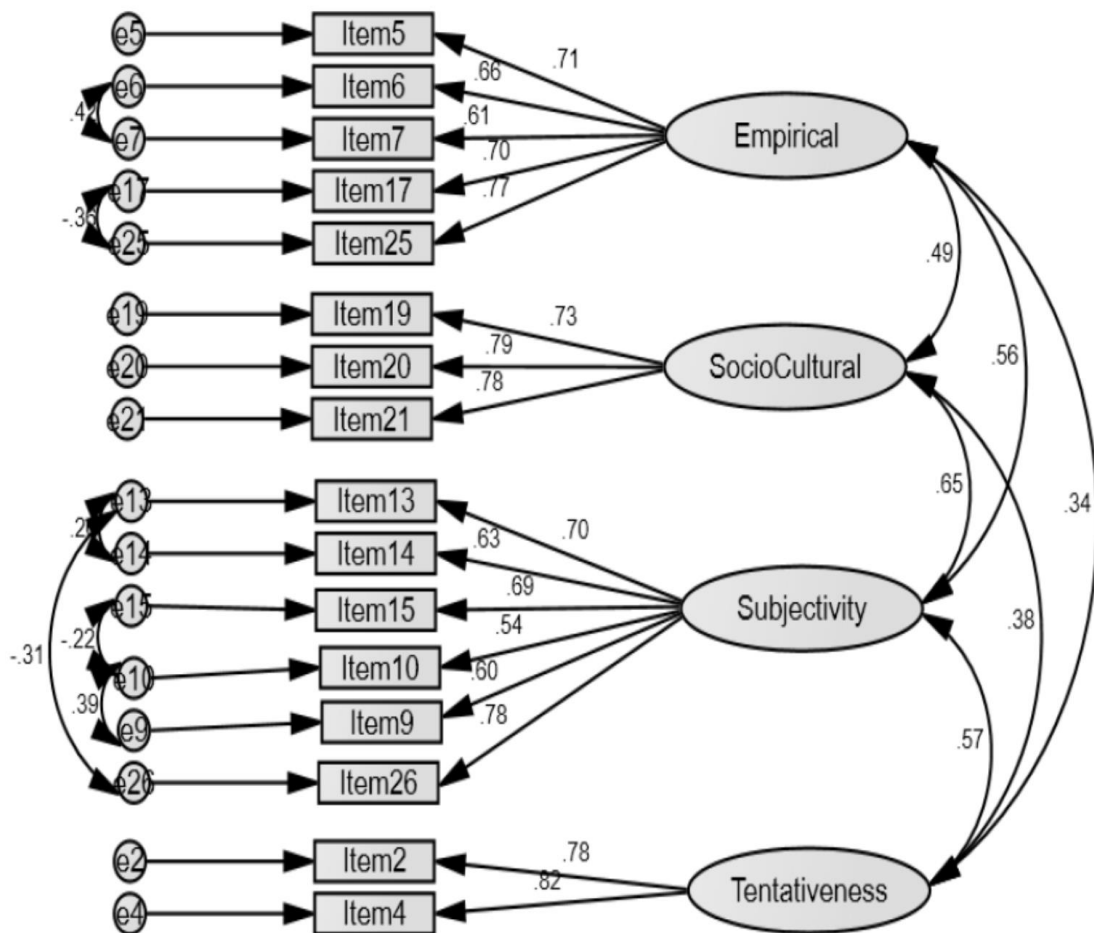 e5 Item5 .71
e6 Item6 .66 Empirical
e7 Item7 .61
e17 Item17 .70
e25 Item25 .77
-.36
.49
e19 Item19 .73
e20 Item20 .79 SocioCultural .56
e21 Item21 .78
.65 .34
e13 Item13 .70
e14 Item14 .63
e15 Item15 .69 Subjectivity .38
-.22 -.31
e10 Item10 .54
.39
e9 Item9 .60
e26 Item26 .78 .57
e2 Item2 .78 Tentativeness
e4 Item4 .82